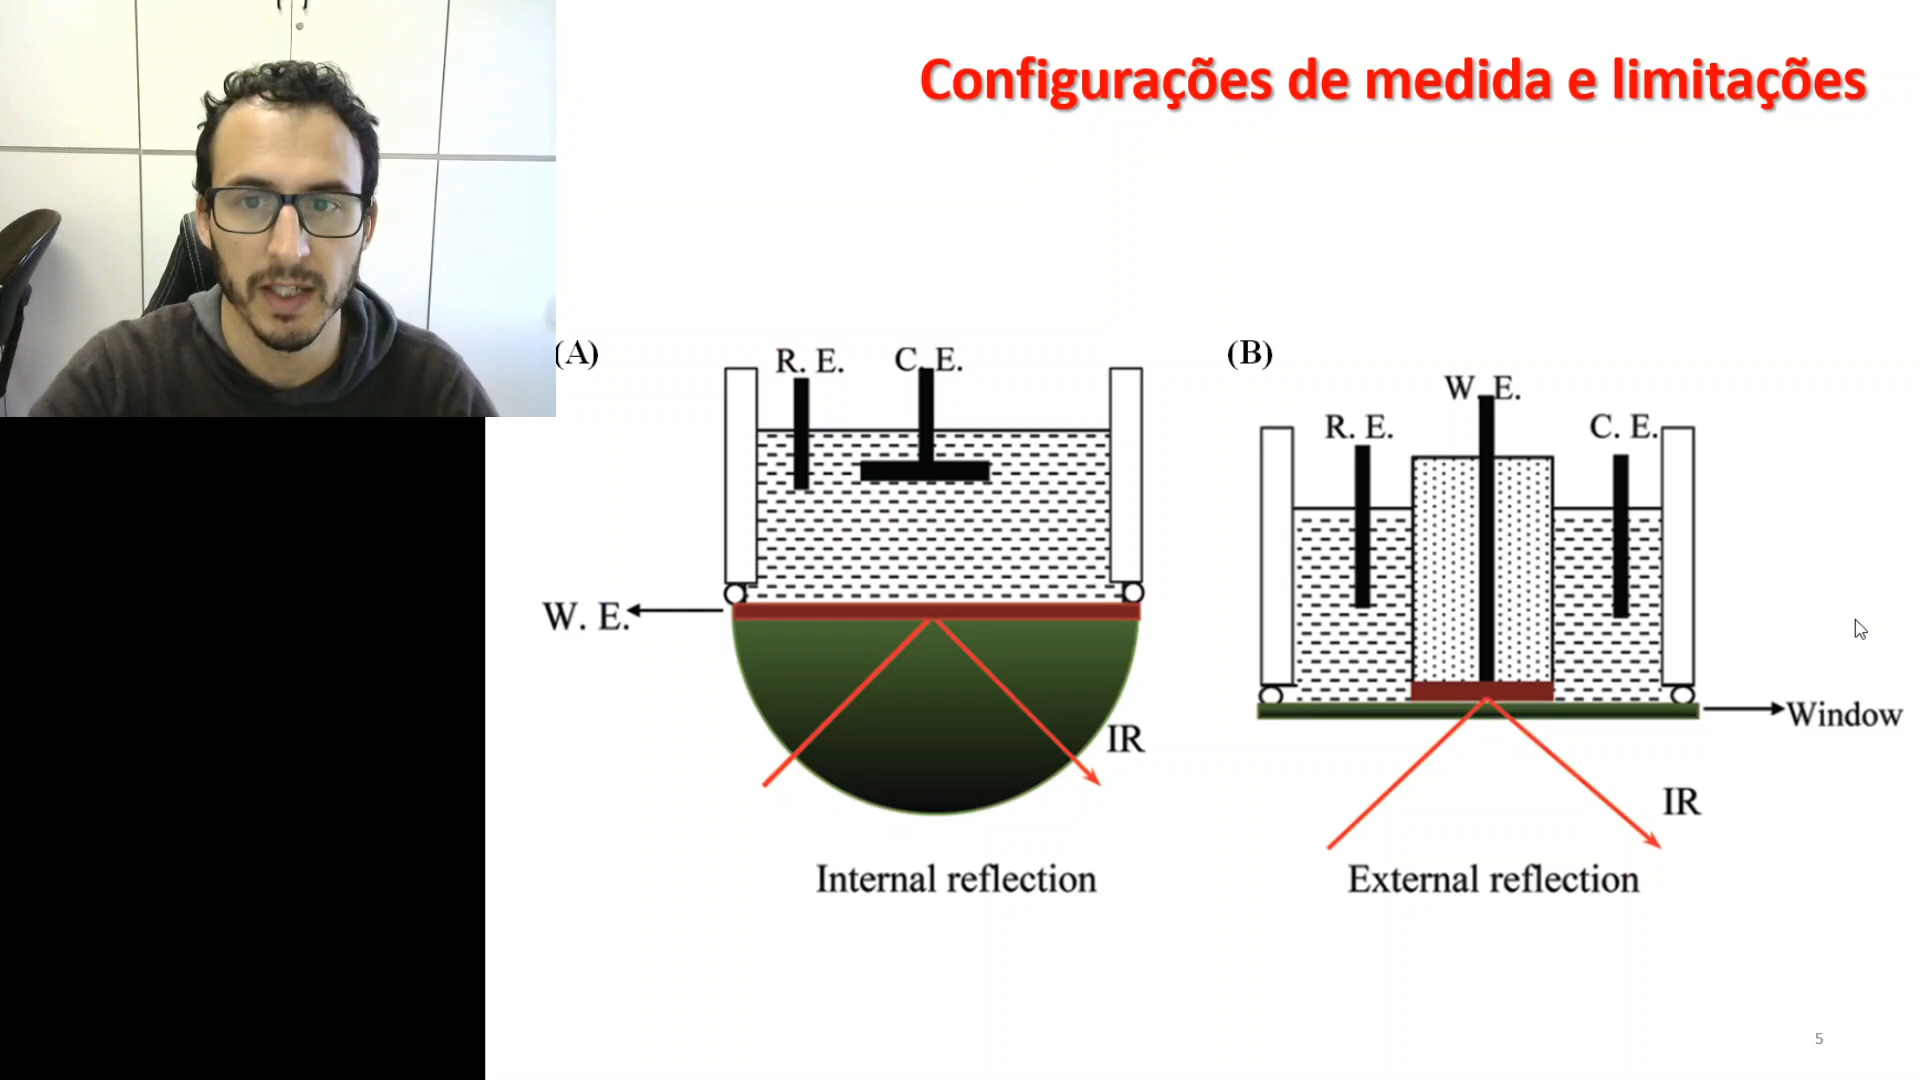 Configurações de medida e limitações
(A)
R. E.
C. E.
W. E.
IR
Internal reflection
(B)
W. E.
R. E.
C. E.
Window
IR
External reflection
5